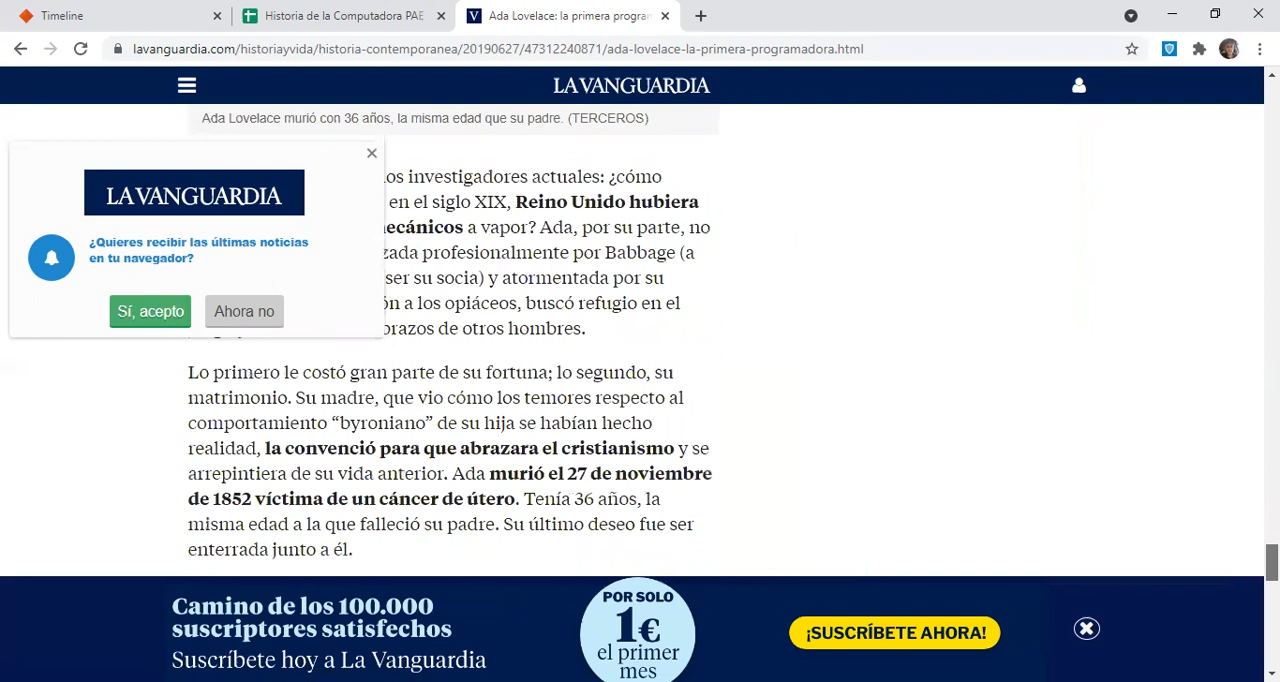 Timeline
Historia de la Computadora PAE
Ada Lovelace: la primera progran
lavanguardia.com/historiayvida/historia-contemporanea/20190627/47312240871/ada-lovelace-la-primera-programadora.html
LA VANGUARDIA
Ada Lovelace murió con 36 años, la misma edad que su padre. (TERCEROS)
LA VANGUARDIA
¿Quieres recibir las últimas noticias
en tu navegador?
Sí, acepto
Ahora no
os investigadores actuales: ¿cómo
en el siglo XIX, Reino Unido hubiera
ecánicos a vapor? Ada, por su parte, no
zada profesionalmente por Babbage (a
ser su socia) y atormentada por su
n a los opiáceos, buscó refugio en el
brazos de otros hombres.
Lo primero le costó gran parte de su fortuna; lo segundo, su
matrimonio. Su madre, que vio cómo los temores respecto al
comportamiento “byroniano” de su hija se habían hecho
realidad, la convenció para que abrazara el cristianismo y se
arrepintiera de su vida anterior. Ada murió el 27 de noviembre
de 1852 víctima de un cáncer de útero. Tenía 36 años, la
misma edad a la que falleció su padre. Su último deseo fue ser
enterrada junto a él.
Camino de los 100.000
suscriptores satisfechos
Suscríbete hoy a La Vanguardia
POR SOLO
1€
el primer
mes
¡SUSCRÍBETE AHORA!